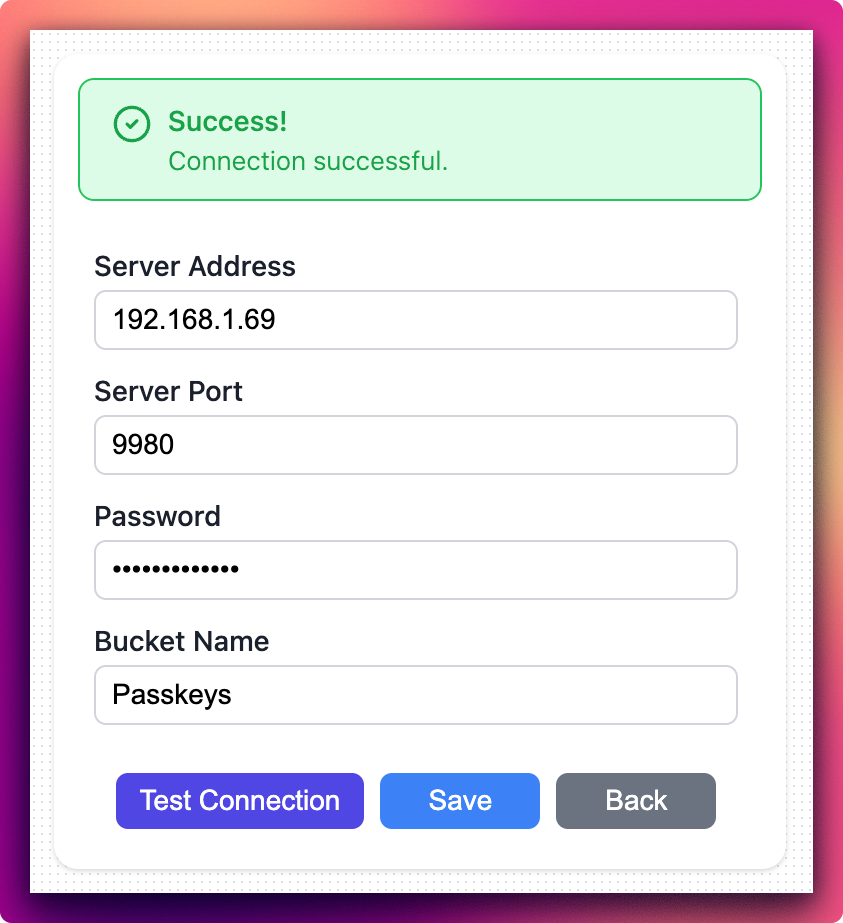 Success!
Connection successful.
Server Address
192.168.1.69
Server Port
9980
Password
•••••••••••••
Bucket Name
Passkeys
Test Connection
Save
Back